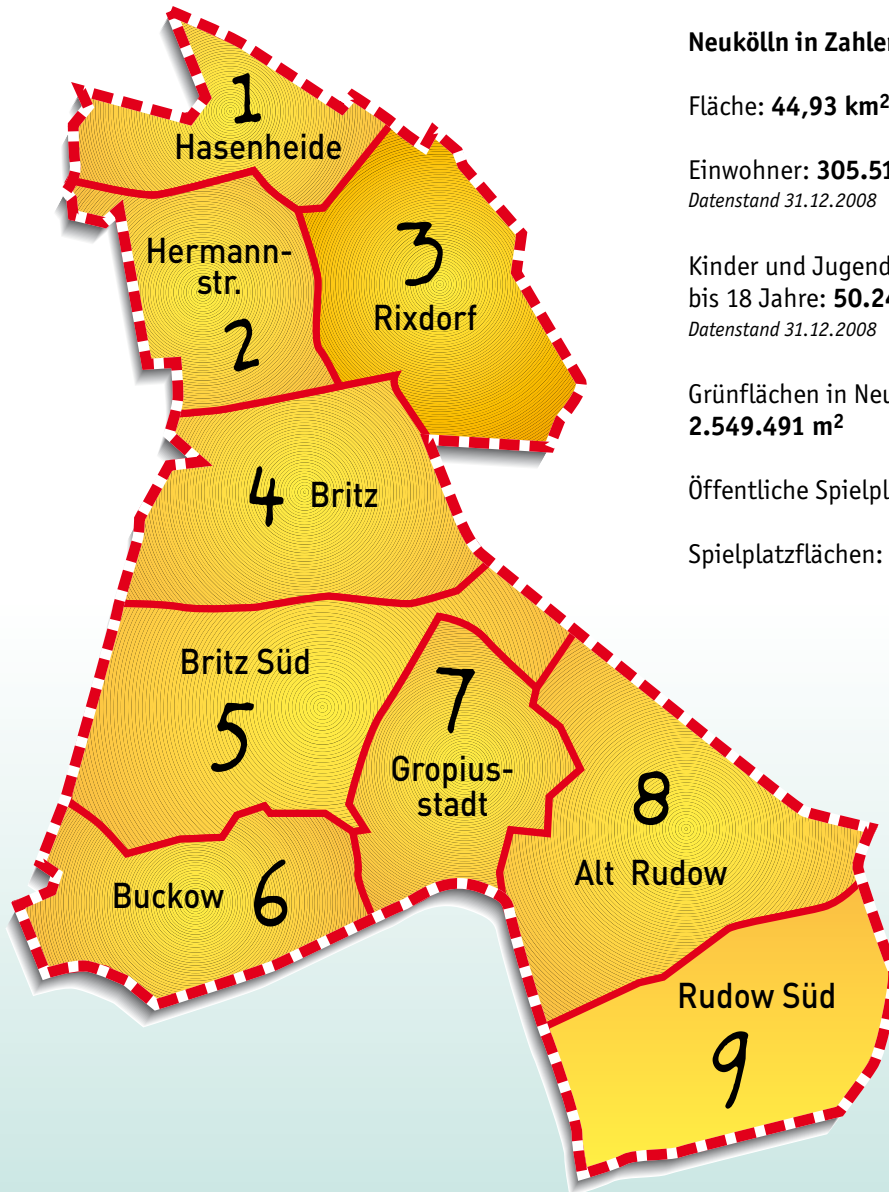 1
Hasenheide
Hermann-
str.
2
3
Rixdorf
4 Britz
Britz Süd
5
7
Gropius-
stadt
8
Alt Rudow
Buckow 6
Rudow Süd
9
Neukölln in Zahlen
Fläche: 44,93 km²
Einwohner: 305.51
Datenstand 31.12.2008
Kinder und Jugend
bis 18 Jahre: 50.24
Datenstand 31.12.2008
Grünflächen in Neu
2.549.491 m²
Öffentliche Spielpl
Spielplatzflächen: